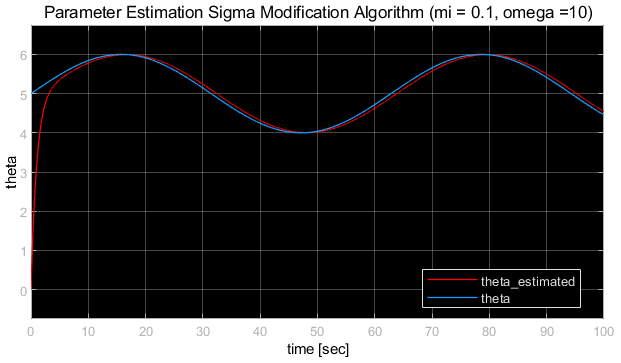 Parameter Estimation Sigma Modification Algorithm (mi = 0.1, omega =10)
theta
6
5
4
3
2
1
0
0 10 20 30 40 50 60 70 80 90 100
time [sec]
theta_estimated
theta